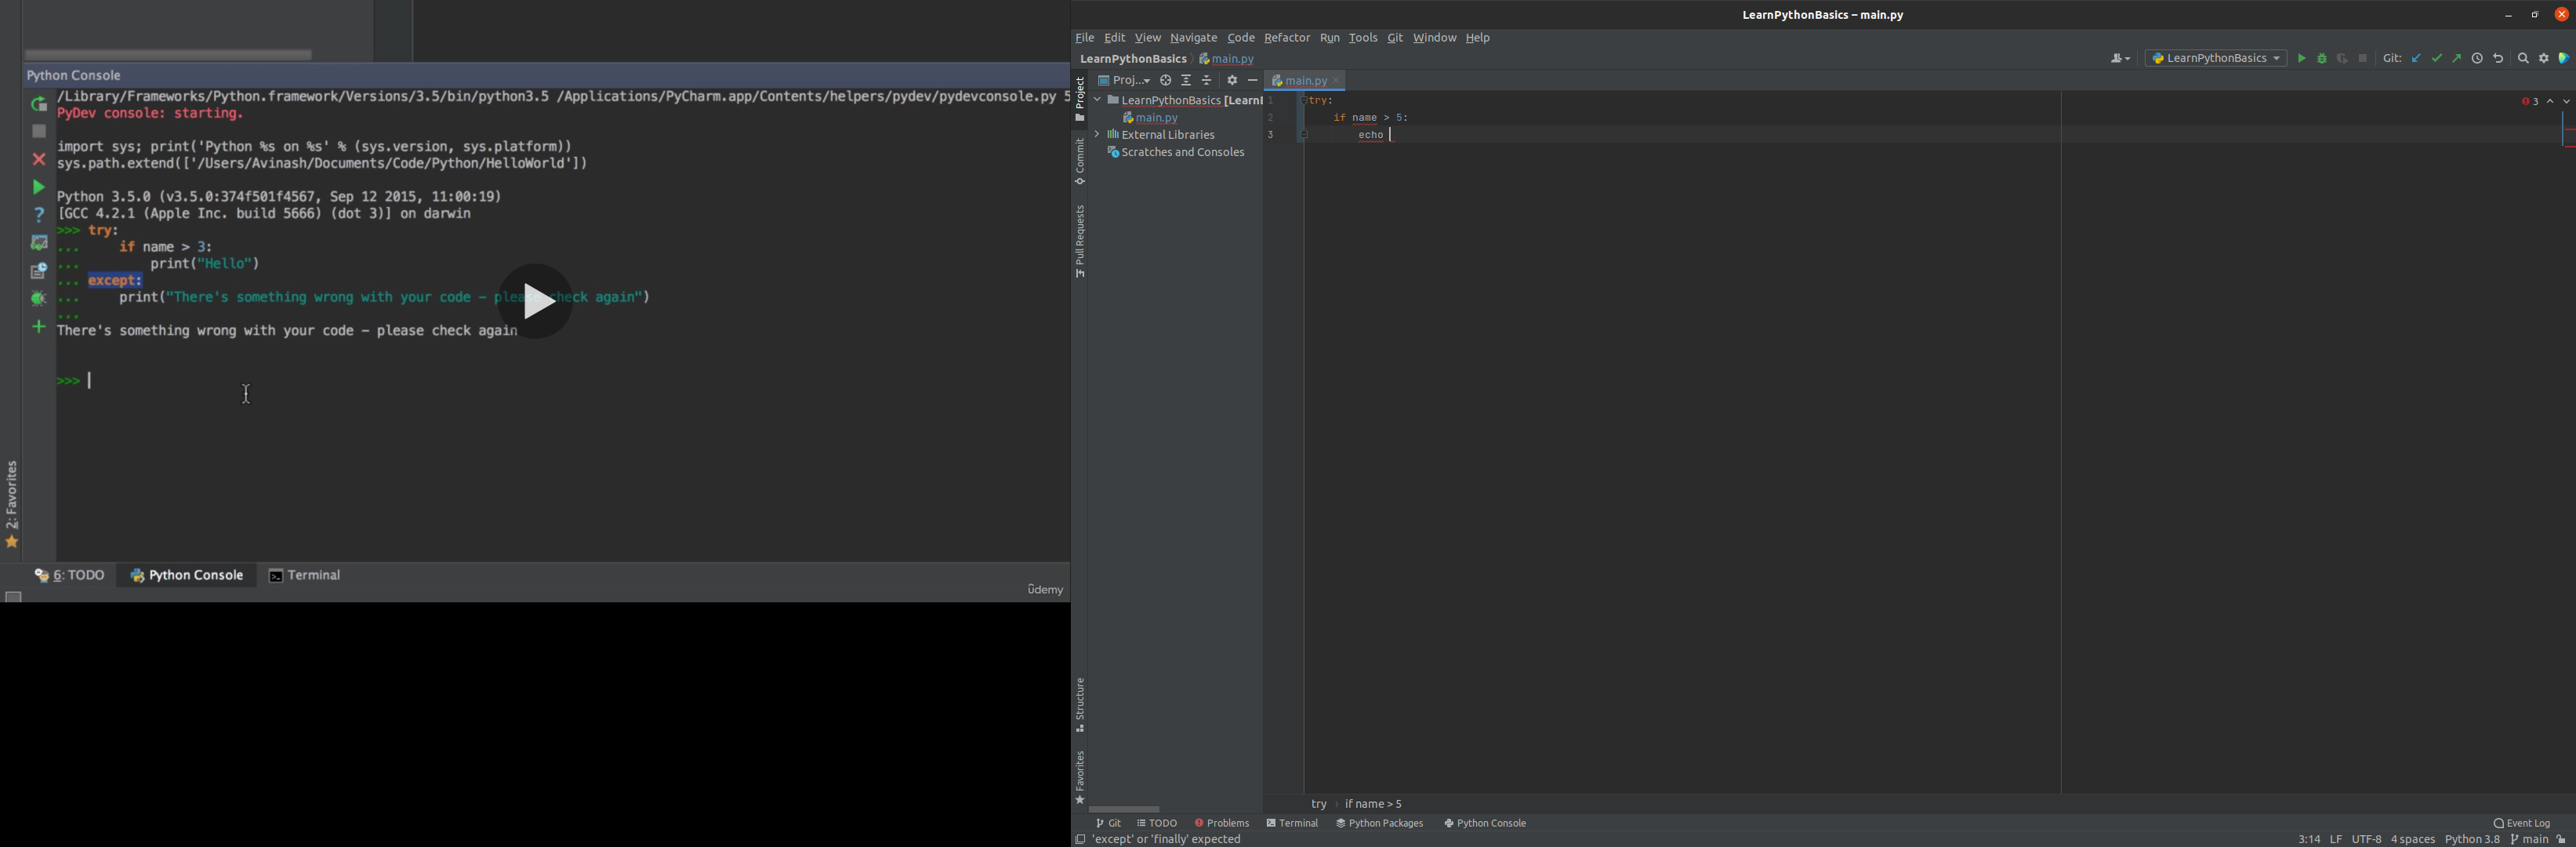 Python Console
/Library/Frameworks/Python.framework/Versions/3.5/bin/python3.5 /Applications/PyCharm.app/Contents/helpers/pydev/pydevconsole.py 5
PyDev console: starting.
import sys; print('Python %s on %s' % (sys.version, sys.platform))
sys.path.extend(['/Users/Avinash/Documents/Code/Python/HelloWorld'])
Python 3.5.0 (v3.5.0:374f501f4567, Sep 12 2015, 11:00:19)
[GCC 4.2.1 (Apple Inc. build 5666) (dot 3)] on darwin
>>> try:
... if name > 3:
... print("Hello")
... except:
... print("There's something wrong with your code – please check again")
...
There's something wrong with your code – please check again
>>>
2: Favorites
6: TODO Python Console Terminal
ûdemy
LearnPythonBasics – main.py
File Edit View Navigate Code Refactor Run Tools Git Window Help
LearnPythonBasics main.py
LearnPythonBasics Git:
Project
Commit
Pull Requests
Structure
Favorites
Proj... main.py
LearnPythonBasics [LearnI
main.py
External Libraries
Scratches and Consoles
1 try:
2 if name > 5:
3 echo
3
try › if name > 5
Git TODO Problems Terminal Python Packages Python Console Event Log
'except' or 'finally' expected 3:14 LF UTF-8 4 spaces Python 3.8 main